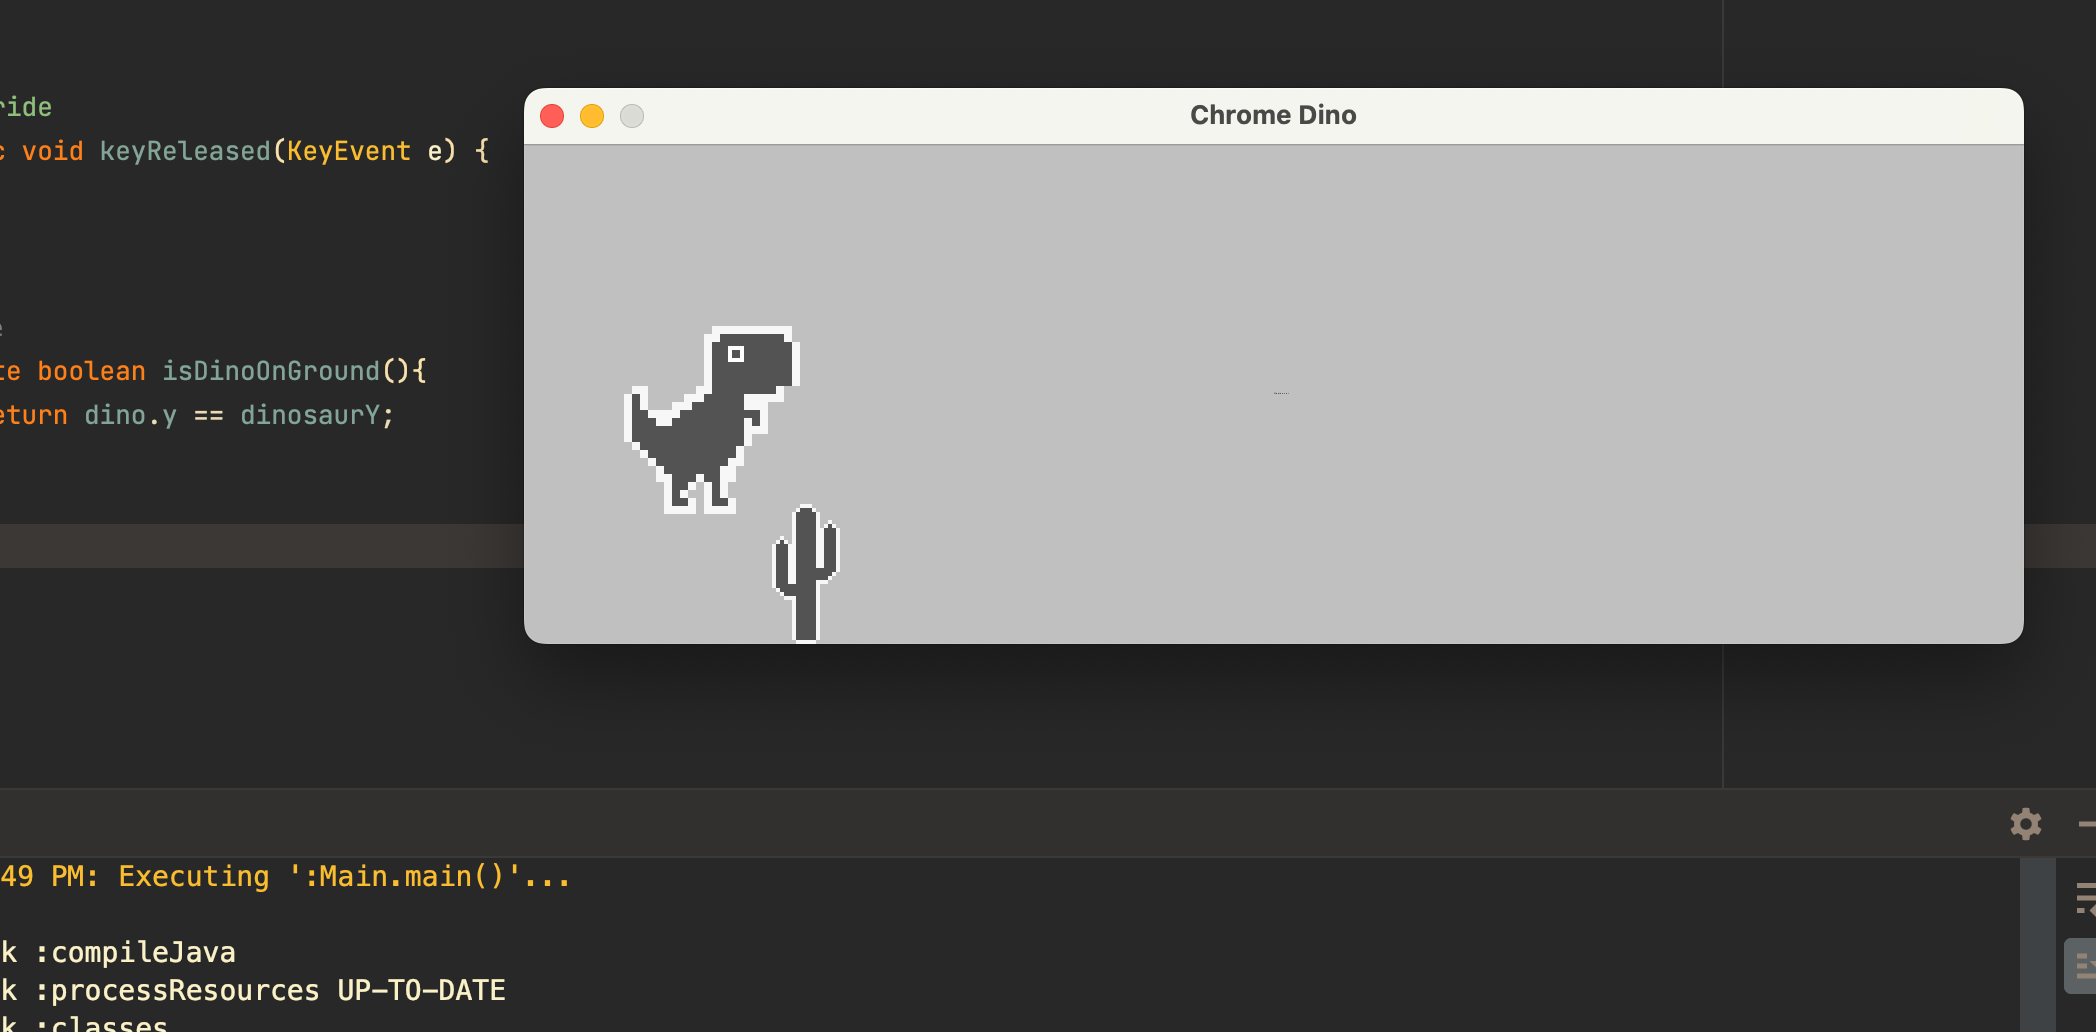 ride
c void keyReleased(KeyEvent e) {
Chrome Dino
e
te boolean isDinoOnGround(){
eturn dino.y == dinosaurY;
49 PM: Executing ':Main.main()'...
k :compileJava
k :processResources UP-TO-DATE
k :classes